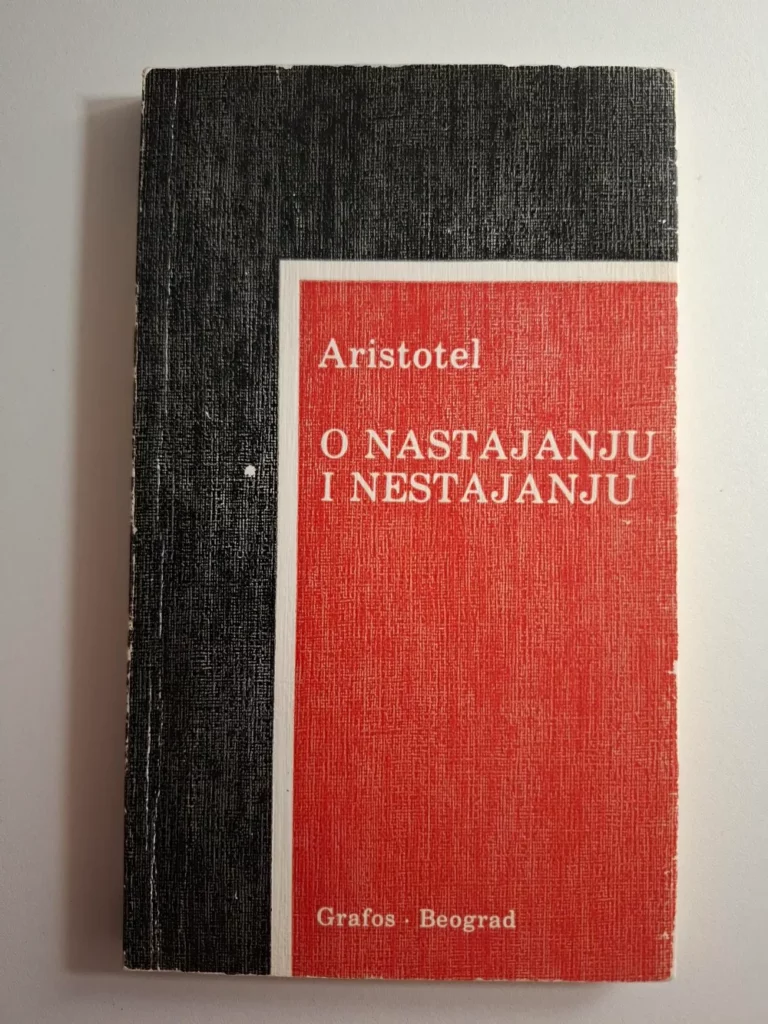 Aristotel
O NASTAJANJU
I NESTAJANJU
Grafos · Beograd